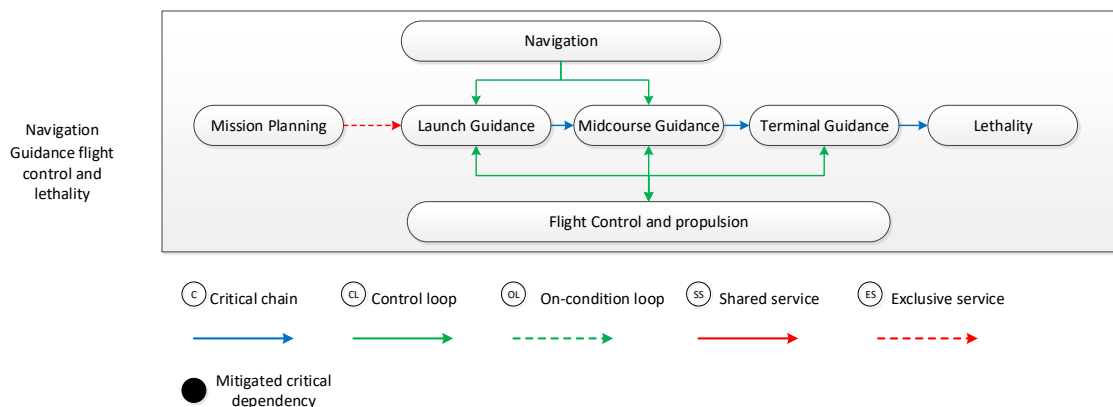 Navigation
Mission Planning
Launch Guidance
Midcourse Guidance
Terminal Guidance
Lethality
Navigation
Guidance flight
control and
lethality
Flight Control and propulsion
C Critical chain
CL Control loop
OL On-condition loop
SS Shared service
ES Exclusive service
Mitigated critical
dependency